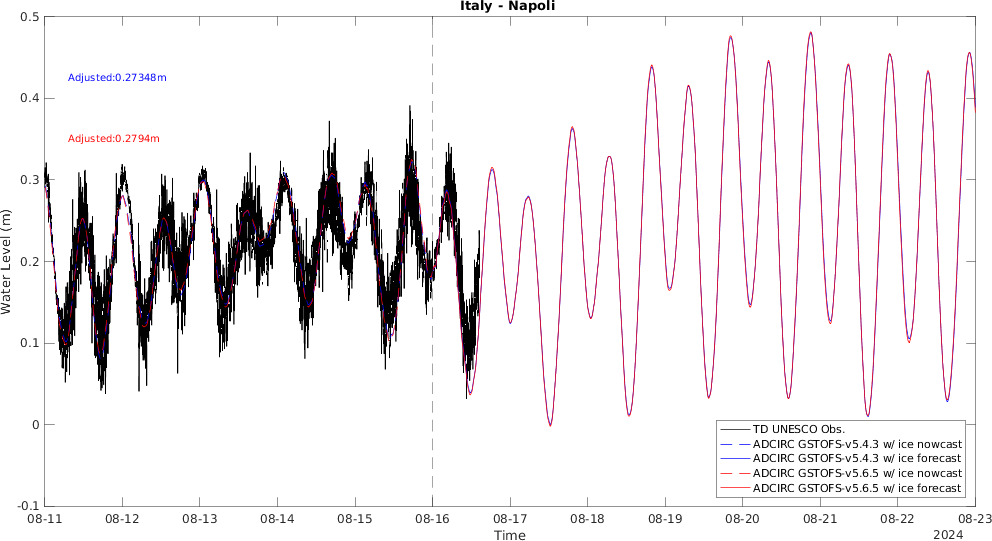 Italy - Napoli
0.5
0.4
0.3
0.2
0.1
0
-0.1
Water Level (m)
Adjusted:0.27348m
Adjusted:0.2794m
TD UNESCO Obs.
ADCIRC GSTOFS-v5.4.3 w/ ice nowcast
ADCIRC GSTOFS-v5.4.3 w/ ice forecast
ADCIRC GSTOFS-v5.6.5 w/ ice nowcast
ADCIRC GSTOFS-v5.6.5 w/ ice forecast
08-11 08-12 08-13 08-14 08-15 08-16 08-17 08-18 08-19 08-20 08-21 08-22 08-23
Time
2024